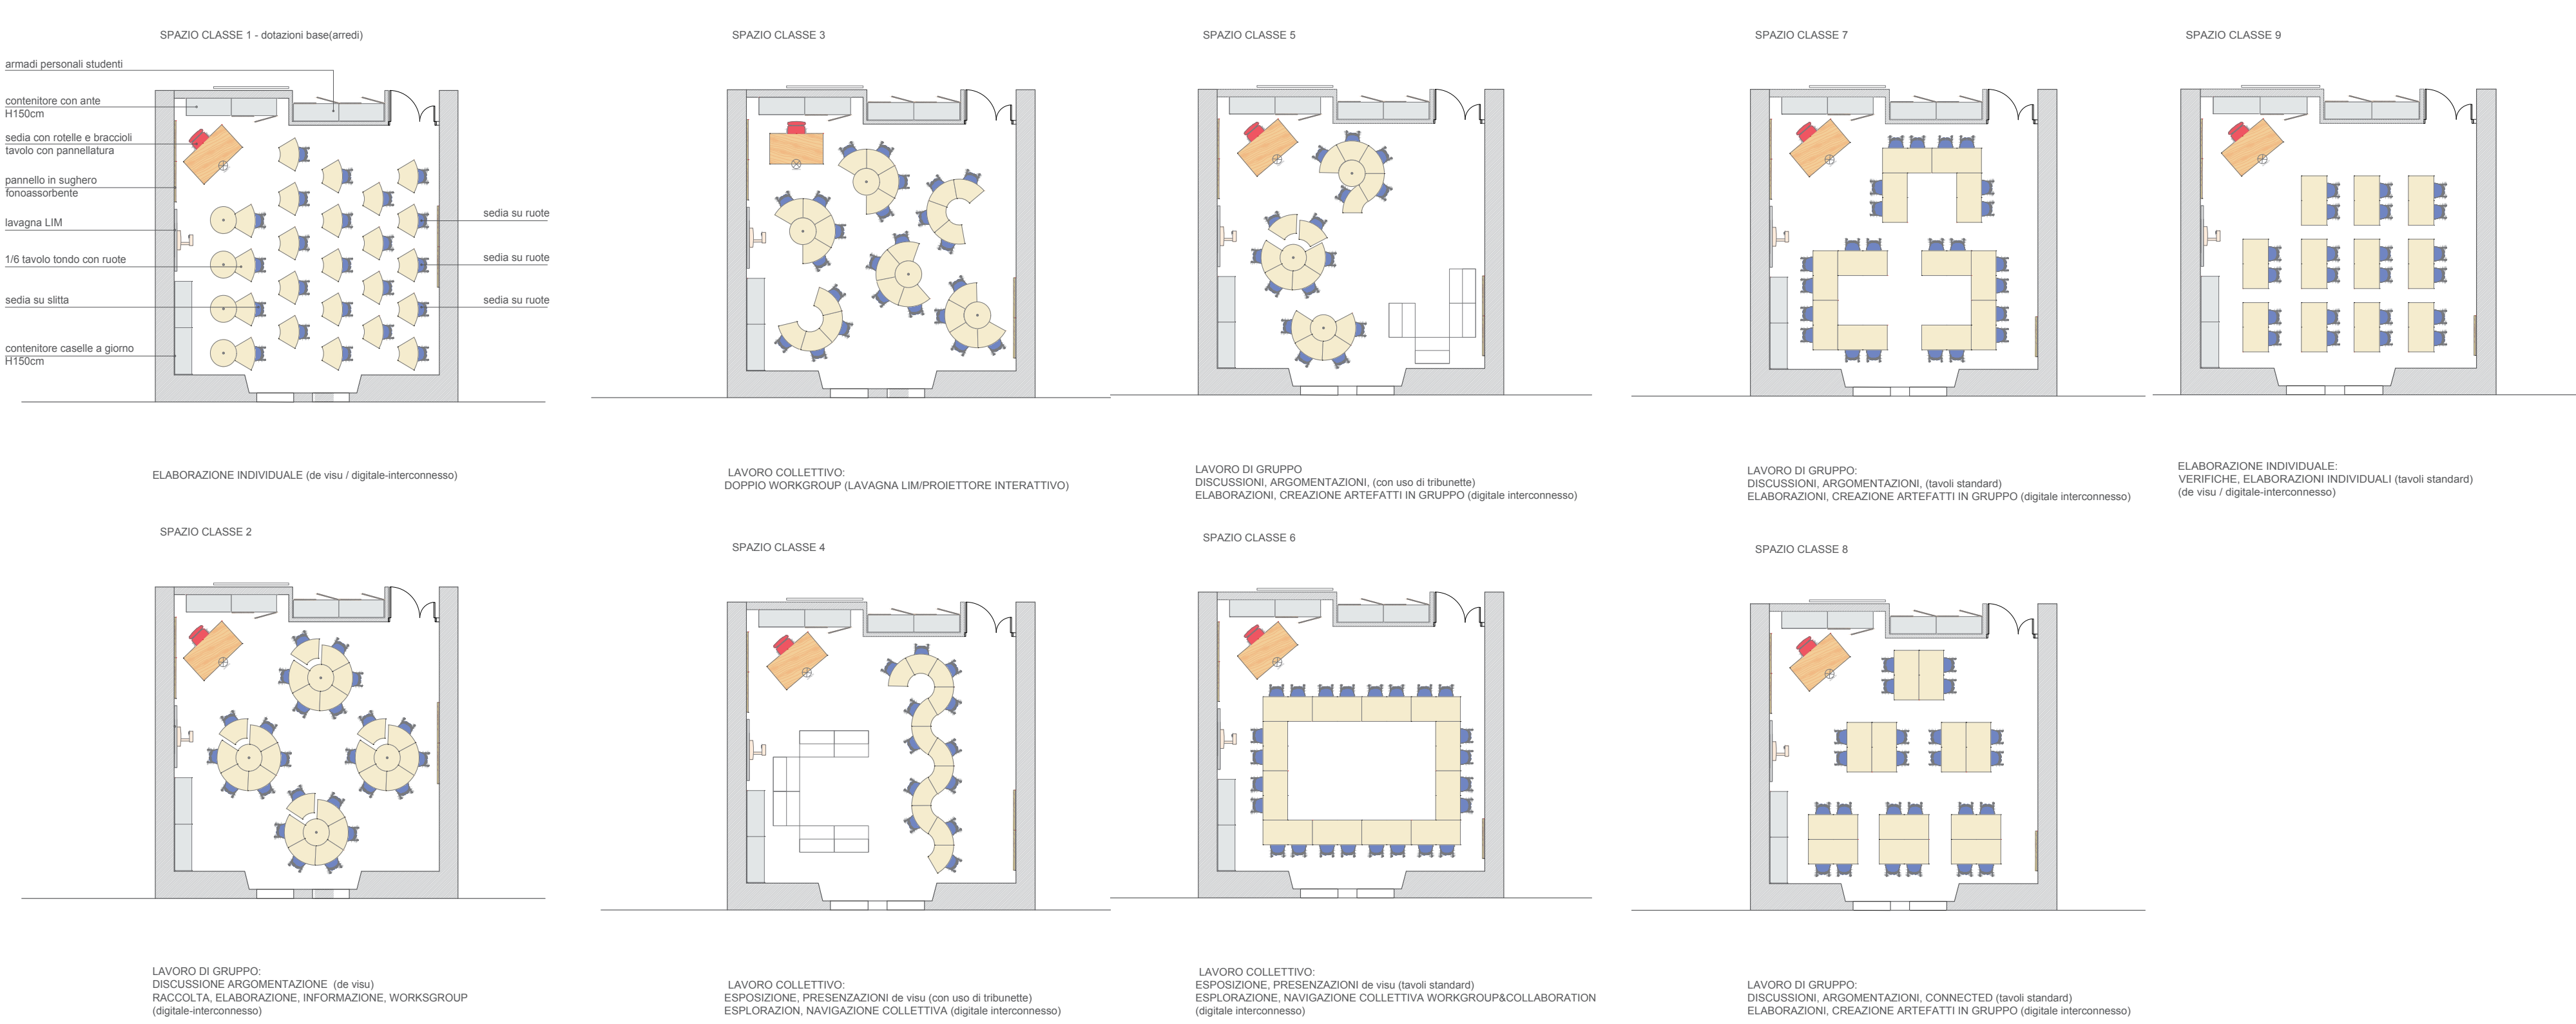 SPAZIO CLASSE 1 - dotazioni base(arredi)
armadi personali studenti
contenitore con ante
H150cm
sedia con rotelle e braccioli
tavolo con pannellatura
pannello in sughero
fonoassorbente
lavagna LIM
1/6 tavolo tondo con ruote
sedia su slitta
contenitore caselle a giorno
H150cm
sedia su ruote
sedia su ruote
sedia su ruote
ELABORAZIONE INDIVIDUALE (de visu / digitale-interconnesso)
SPAZIO CLASSE 2
LAVORO DI GRUPPO:
DISCUSSIONE ARGOMENTAZIONE (de visu)
RACCOLTA, ELABORAZIONE, INFORMAZIONE, WORKSGROUP
(digitale-interconnesso)
SPAZIO CLASSE 3
LAVORO COLLETTIVO:
DOPPIO WORKGROUP (LAVAGNA LIM/PROIETTORE INTERATTIVO)
SPAZIO CLASSE 4
LAVORO COLLETTIVO:
ESPOSIZIONE, PRESENZAZIONI de visu (con uso di tribunette)
ESPLORAZION, NAVIGAZIONE COLLETTIVA (digitale interconnesso)
SPAZIO CLASSE 5
LAVORO DI GRUPPO
DISCUSSIONI, ARGOMENTAZIONI, (con uso di tribunette)
ELABORAZIONI, CREAZIONE ARTEFATTI IN GRUPPO (digitale interconnesso)
SPAZIO CLASSE 6
LAVORO COLLETTIVO:
ESPOSIZIONE, PRESENZAZIONI de visu (tavoli standard)
ESPLORAZIONE, NAVIGAZIONE COLLETTIVA WORKGROUP&COLLABORATION
(digitale interconnesso)
SPAZIO CLASSE 7
LAVORO DI GRUPPO:
DISCUSSIONI, ARGOMENTAZIONI, (tavoli standard)
ELABORAZIONI, CREAZIONE ARTEFATTI IN GRUPPO (digitale interconnesso)
SPAZIO CLASSE 8
LAVORO DI GRUPPO:
DISCUSSIONI, ARGOMENTAZIONI, CONNECTED (tavoli standard)
ELABORAZIONI, CREAZIONE ARTEFATTI IN GRUPPO (digitale interconnesso)
SPAZIO CLASSE 9
ELABORAZIONE INDIVIDUALE:
VERIFICHE, ELABORAZIONI INDIVIDUALI (tavoli standard)
(de visu / digitale-interconnesso)